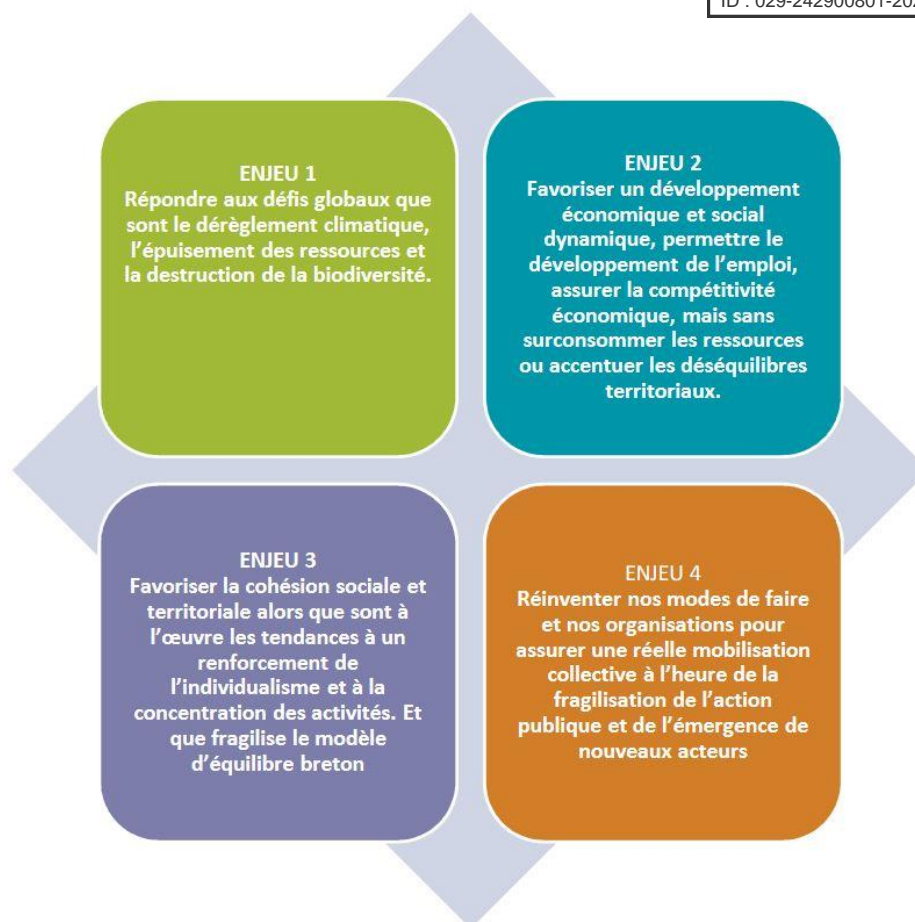 ID : 029-242900801-202
ENJEU 1
Répondre aux défis globaux que
sont le dérèglement climatique,
l'épuisement des ressources et
la destruction de la biodiversité.
ENJEU 2
Favoriser un développement
économique et social
dynamique, permettre le
développement de l'emploi,
assurer la compétitivité
économique, mais sans
surconsommer les ressources
ou accentuer les déséquilibres
territoriaux.
ENJEU 3
Favoriser la cohésion sociale et
territoriale alors que sont à
l'œuvre les tendances à un
renforcement de
l'individualisme et à la
concentration des activités. Et
que fragilise le modèle
d'équilibre breton
ENJEU 4
Réinventer nos modes de faire
et nos organisations pour
assurer une réelle mobilisation
collective à l'heure de la
fragilisation de l'action
publique et de l'émergence de
nouveaux acteurs